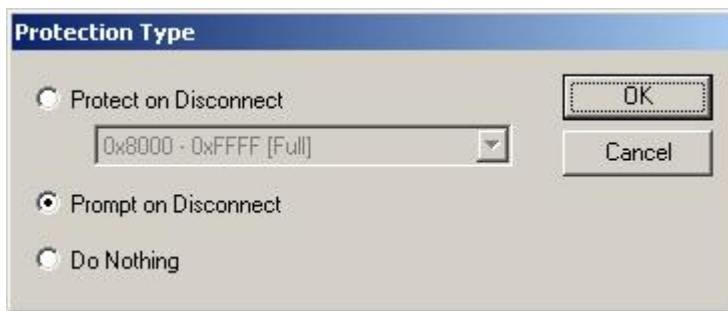 Protection Type
Protect on Disconnect
0x8000 - 0xFFFF [Full]
Prompt on Disconnect
Do Nothing
OK
Cancel